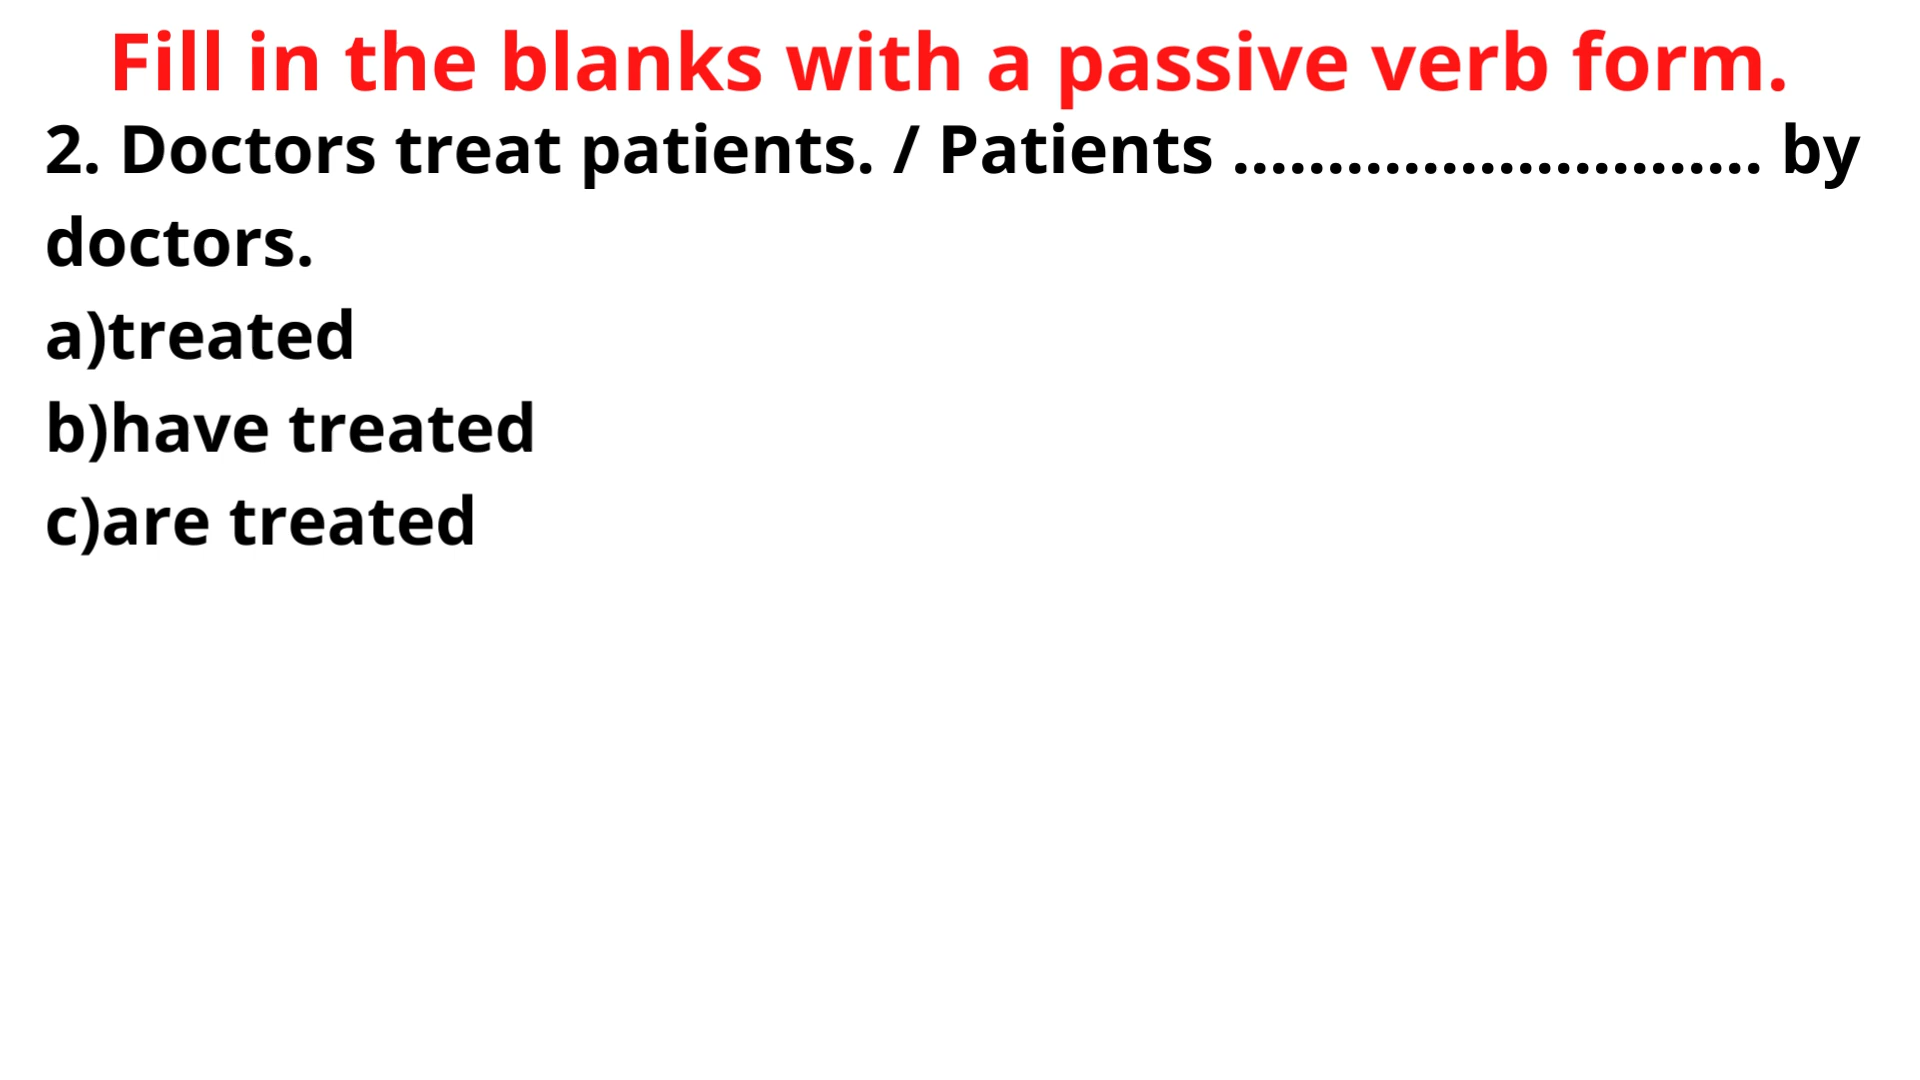 Fill in the blanks with a passive verb form.
2. Doctors treat patients. / Patients ............................ by
doctors.
a)treated
b)have treated
c)are treated